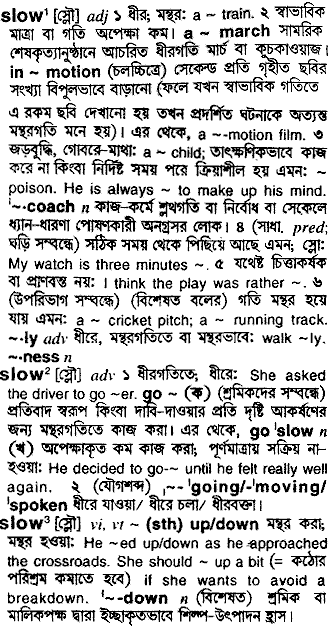 slow¹ [স্লৌ] adj ১ ধীর; মন্থর: a ~ train. ২ স্বাভাবিক
মাত্রা বা গতি অপেক্ষা কম। a ~ march সামরিক
শেষকৃত্যানুষ্ঠানে আচরিত ধীরগতি মার্চ বা কূচকাওয়াজ।
in ~ motion (চলচ্চিত্রে) সেকেন্ড প্রতি গৃহীত ছবির
সংখ্যা বিপুলভাবে বাড়ানো (ফলে যখন স্বাভাবিক গতিতে
এ রকম ছবি দেখানো হয় তখন প্রদর্শিত ঘটনাকে অত্যন্ত
মন্থরগতি মনে হয়)। এর থেকে, a ~-motion film. ৩
জড়বুদ্ধি, গোবরে-মাথা: a ~ child; তাৎক্ষণিকভাবে কাজ
করে না কিংবা নির্দিষ্ট সময় পরে ক্রিয়াশীল হয় এমন: ~
poison. He is always ~ to make up his mind.
ˈ~·coach n কাজ-কর্মে শ্লথগতি বা নির্বোধ বা সেকেলে
ধ্যান-ধারণা পোষণকারী অনগ্রসর লোক। ৪ (সাধা. pred;
ঘড়ি সম্বন্ধে) সঠিক সময় থেকে পিছিয়ে আছে এমন; স্লো:
My watch is three minutes ~. ৫ যথেষ্ট চিত্তাকর্ষক
বা প্রাণবন্ত নয়: I think the play was rather ~. ৬
(উপরিভাগ সম্বন্ধে) (বিশেষত বলের) গতি মন্থর হয়ে
যায় এমন: a ~ cricket pitch; a ~ running track.
~·ly adv ধীরে, মন্থরগতিতে বা মন্থরভাবে: walk ~ly.
~·ness n
slow² [স্লৌ] adv ১ ধীরগতিতে; ধীরে: She asked
the driver to go ~er. go ~ (ক) (শ্রমিকদের সম্বন্ধে)
প্রতিবাদ স্বরূপ কিংবা দাবি-দাওয়ার প্রতি দৃষ্টি আকর্ষণের
জন্য মন্থরগতিতে কাজ করা। এর থেকে, go ˈslow n
(খ) অপেক্ষাকৃত কম কাজ করা; পূর্ণমাত্রায় সক্রিয় না-
হওয়া: He decided to go-~ until he felt really well
again. ২ (যৌগশব্দ) ˌ~-ˈgoing/-ˈmoving/
ˈspoken ধীরে যাওয়া/ ধীরে চলা/ ধীরবক্তা।
slow³ [স্লৌ] vi, vt ~ (sth) up/down মন্থর করা;
মন্থর হওয়া: He ~ed up/down as he approached
the crossroads. She should ~ up a bit (= কঠোর
পরিশ্রম কমাতে হবে) if she wants to avoid a
breakdown. ˈ~-down n (বিশেষত) শ্রমিক বা
মালিকপক্ষ দ্বারা ইচ্ছাকৃতভাবে শিল্প-উৎপাদন হ্রাস।